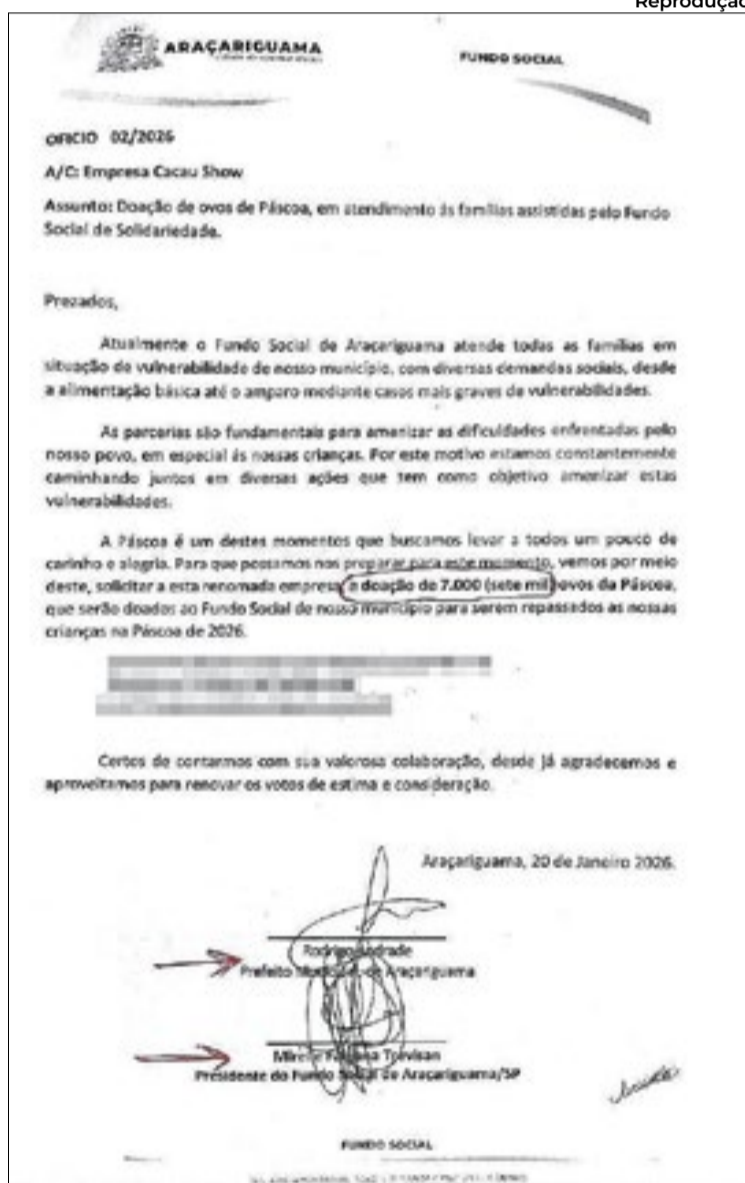 Reprodução
ARAÇARIGUAMA
FUNDO SOCIAL
OFICIO 02/2026
A/C: Empresa Cacau Show
Assunto: Doação de ovos de Páscoa, em atendimento ás famílias assistidas pelo Fundo
Social de Solidariedade.
Prezados,
Atualmente o Fundo Social de Araçariguama atende todas as famílias em
situação de vulnerabilidade de nosso município, com diversas demandas sociais, desde
a alimentação básica até o amparo mediante casos mais graves de vulnerabilidades.
As parcerias são fundamentais para amenizar as dificuldades enfrentadas pelo
nosso povo, em especial ás nossas crianças. Por este motivo estamos constantemente
caminhando juntos em diversas ações que tem como objetivo amenizar estas
vulnerabilidades.
A Páscoa é um destes momentos que buscamos levar a todos um pouco de
carinho e alegria. Para que possamos nos preparar para este momento, vemos por meio
deste, solicitar a esta renomada empresa, a doação de 7.000 (sete mil) ovos da Páscoa,
que serão doados ao Fundo Social de nosso município para serem repassados as nossas
crianças na Páscoa de 2026.
Certos de contarmos com sua valorosa colaboração, desde já agradecemos e
aproveitamos para renovar os votos de estima e consideração.
Araçariguama, 20 de Janeiro 2026.
Rodrigo Andrade
Prefeito Municipal de Araçariguama
Trevisan
Presidente do Fundo Social de Araçariguama/SP
FUNDO SOCIAL